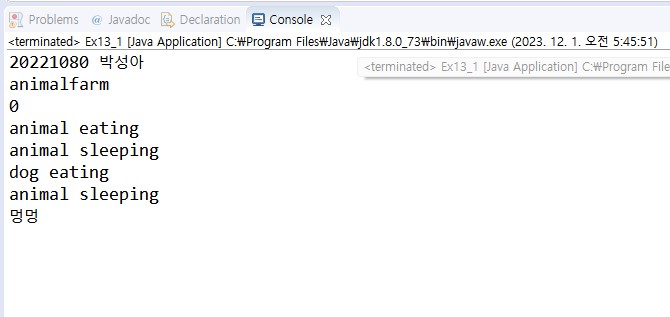 Problems @ Javadoc Declaration Console
<terminated> Ex13_1 [Java Application] C:₩Program Files₩Java₩jdk1.8.0_73₩bin₩javaw.exe (2023. 12. 1. 오전 5:45:51)
20221080 박성아
<terminated> Ex13_1 [Java Application] C:₩Program File
animalfarm
0
animal eating
animal sleeping
dog eating
animal sleeping
멍멍